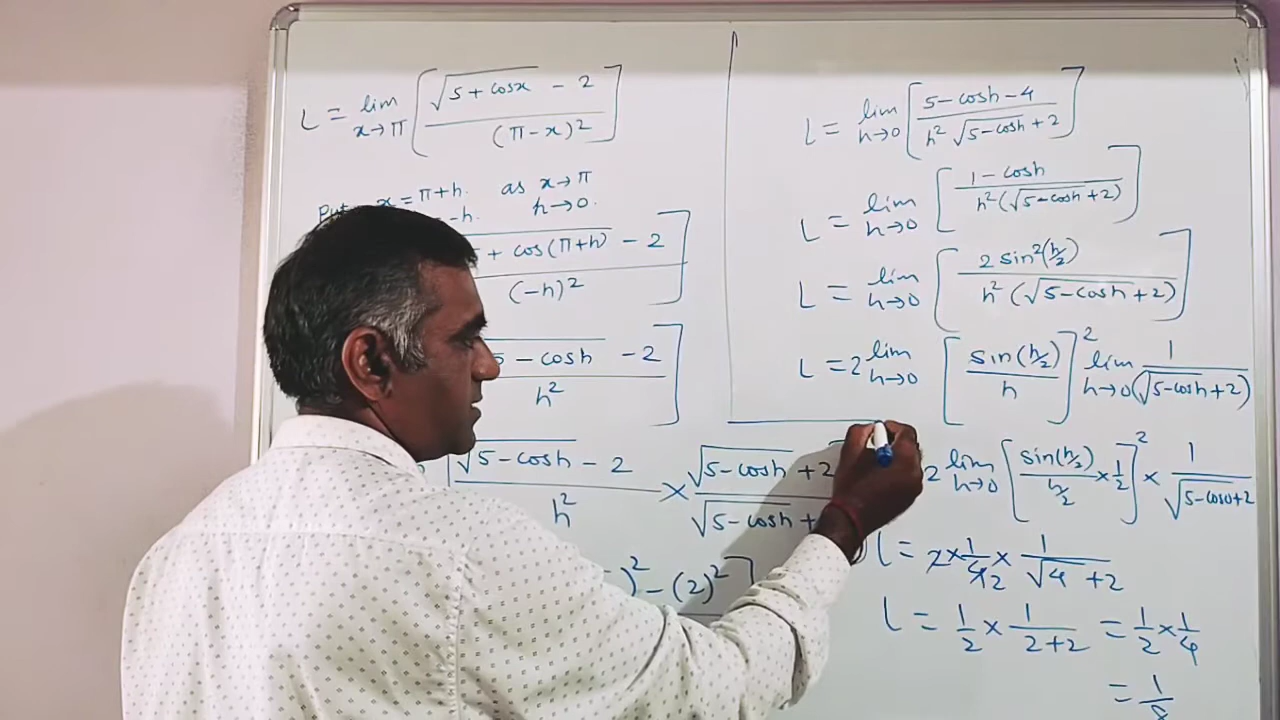 L = lim x→π [ (√(5 + cosx) - 2) / (π-x)² ]
Put x = π+h. as x→π
-h. h→0.
+ cos(π+h) - 2 / (-h)² ]
5 - cosh - 2 / h² ]
√(5-cosh) - 2 / h² × √(5-cosh) + 2 / √(5-cosh) +
)² - (2)² ]
L = lim h→0 [ (5-cosh-4) / h² √(5-cosh) + 2 ]
L = lim h→0 [ (1-cosh) / h²(√(5-cosh) + 2) ]
L = lim h→0 [ 2 sin²(h/2) / h² (√(5-cosh) + 2) ]
L = 2 lim h→0 [ sin(h/2) / h ]² lim h→0 1 / (√(5-cosh) + 2)
2 lim h→0 [ sin(h/2) / h/2 × 1/2 ]² × 1 / √(5-cos0) + 2
L = 2 × 1/4 2 × 1 / √4 + 2
L = 1/2 × 1 / 2+2 = 1/2 × 1/4
= 1/8